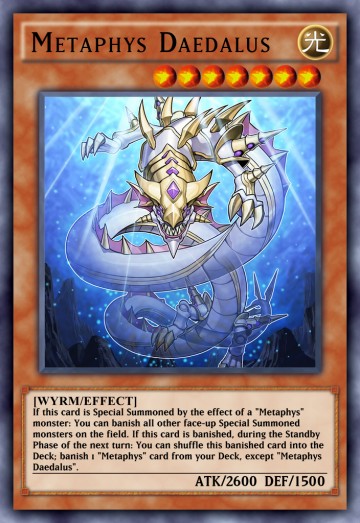 METAPHYS DAEDALUS
光
[WYRM/EFFECT]
If this card is Special Summoned by the effect of a "Metaphys"
monster: You can banish all other face-up Special Summoned
monsters on the field. If this card is banished, during the Standby
Phase of the next turn: You can shuffle this banished card into the
Deck; banish 1 "Metaphys" card from your Deck, except "Metaphys
Daedalus".
ATK/2600 DEF/1500